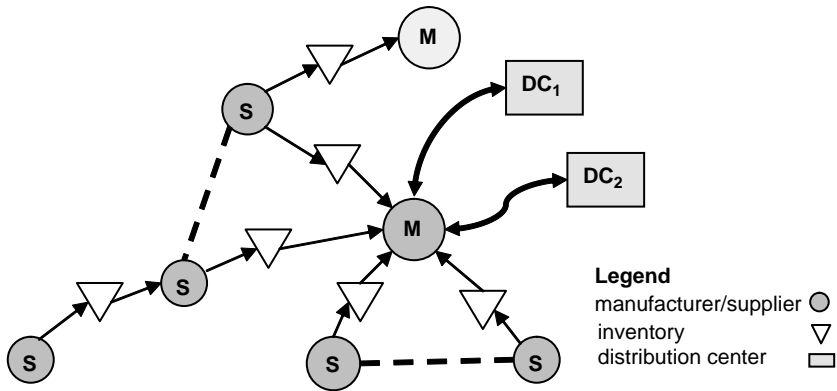 M
DC1
S
DC2
M
S
S
S
S
Legend
manufacturer/supplier
inventory
distribution center